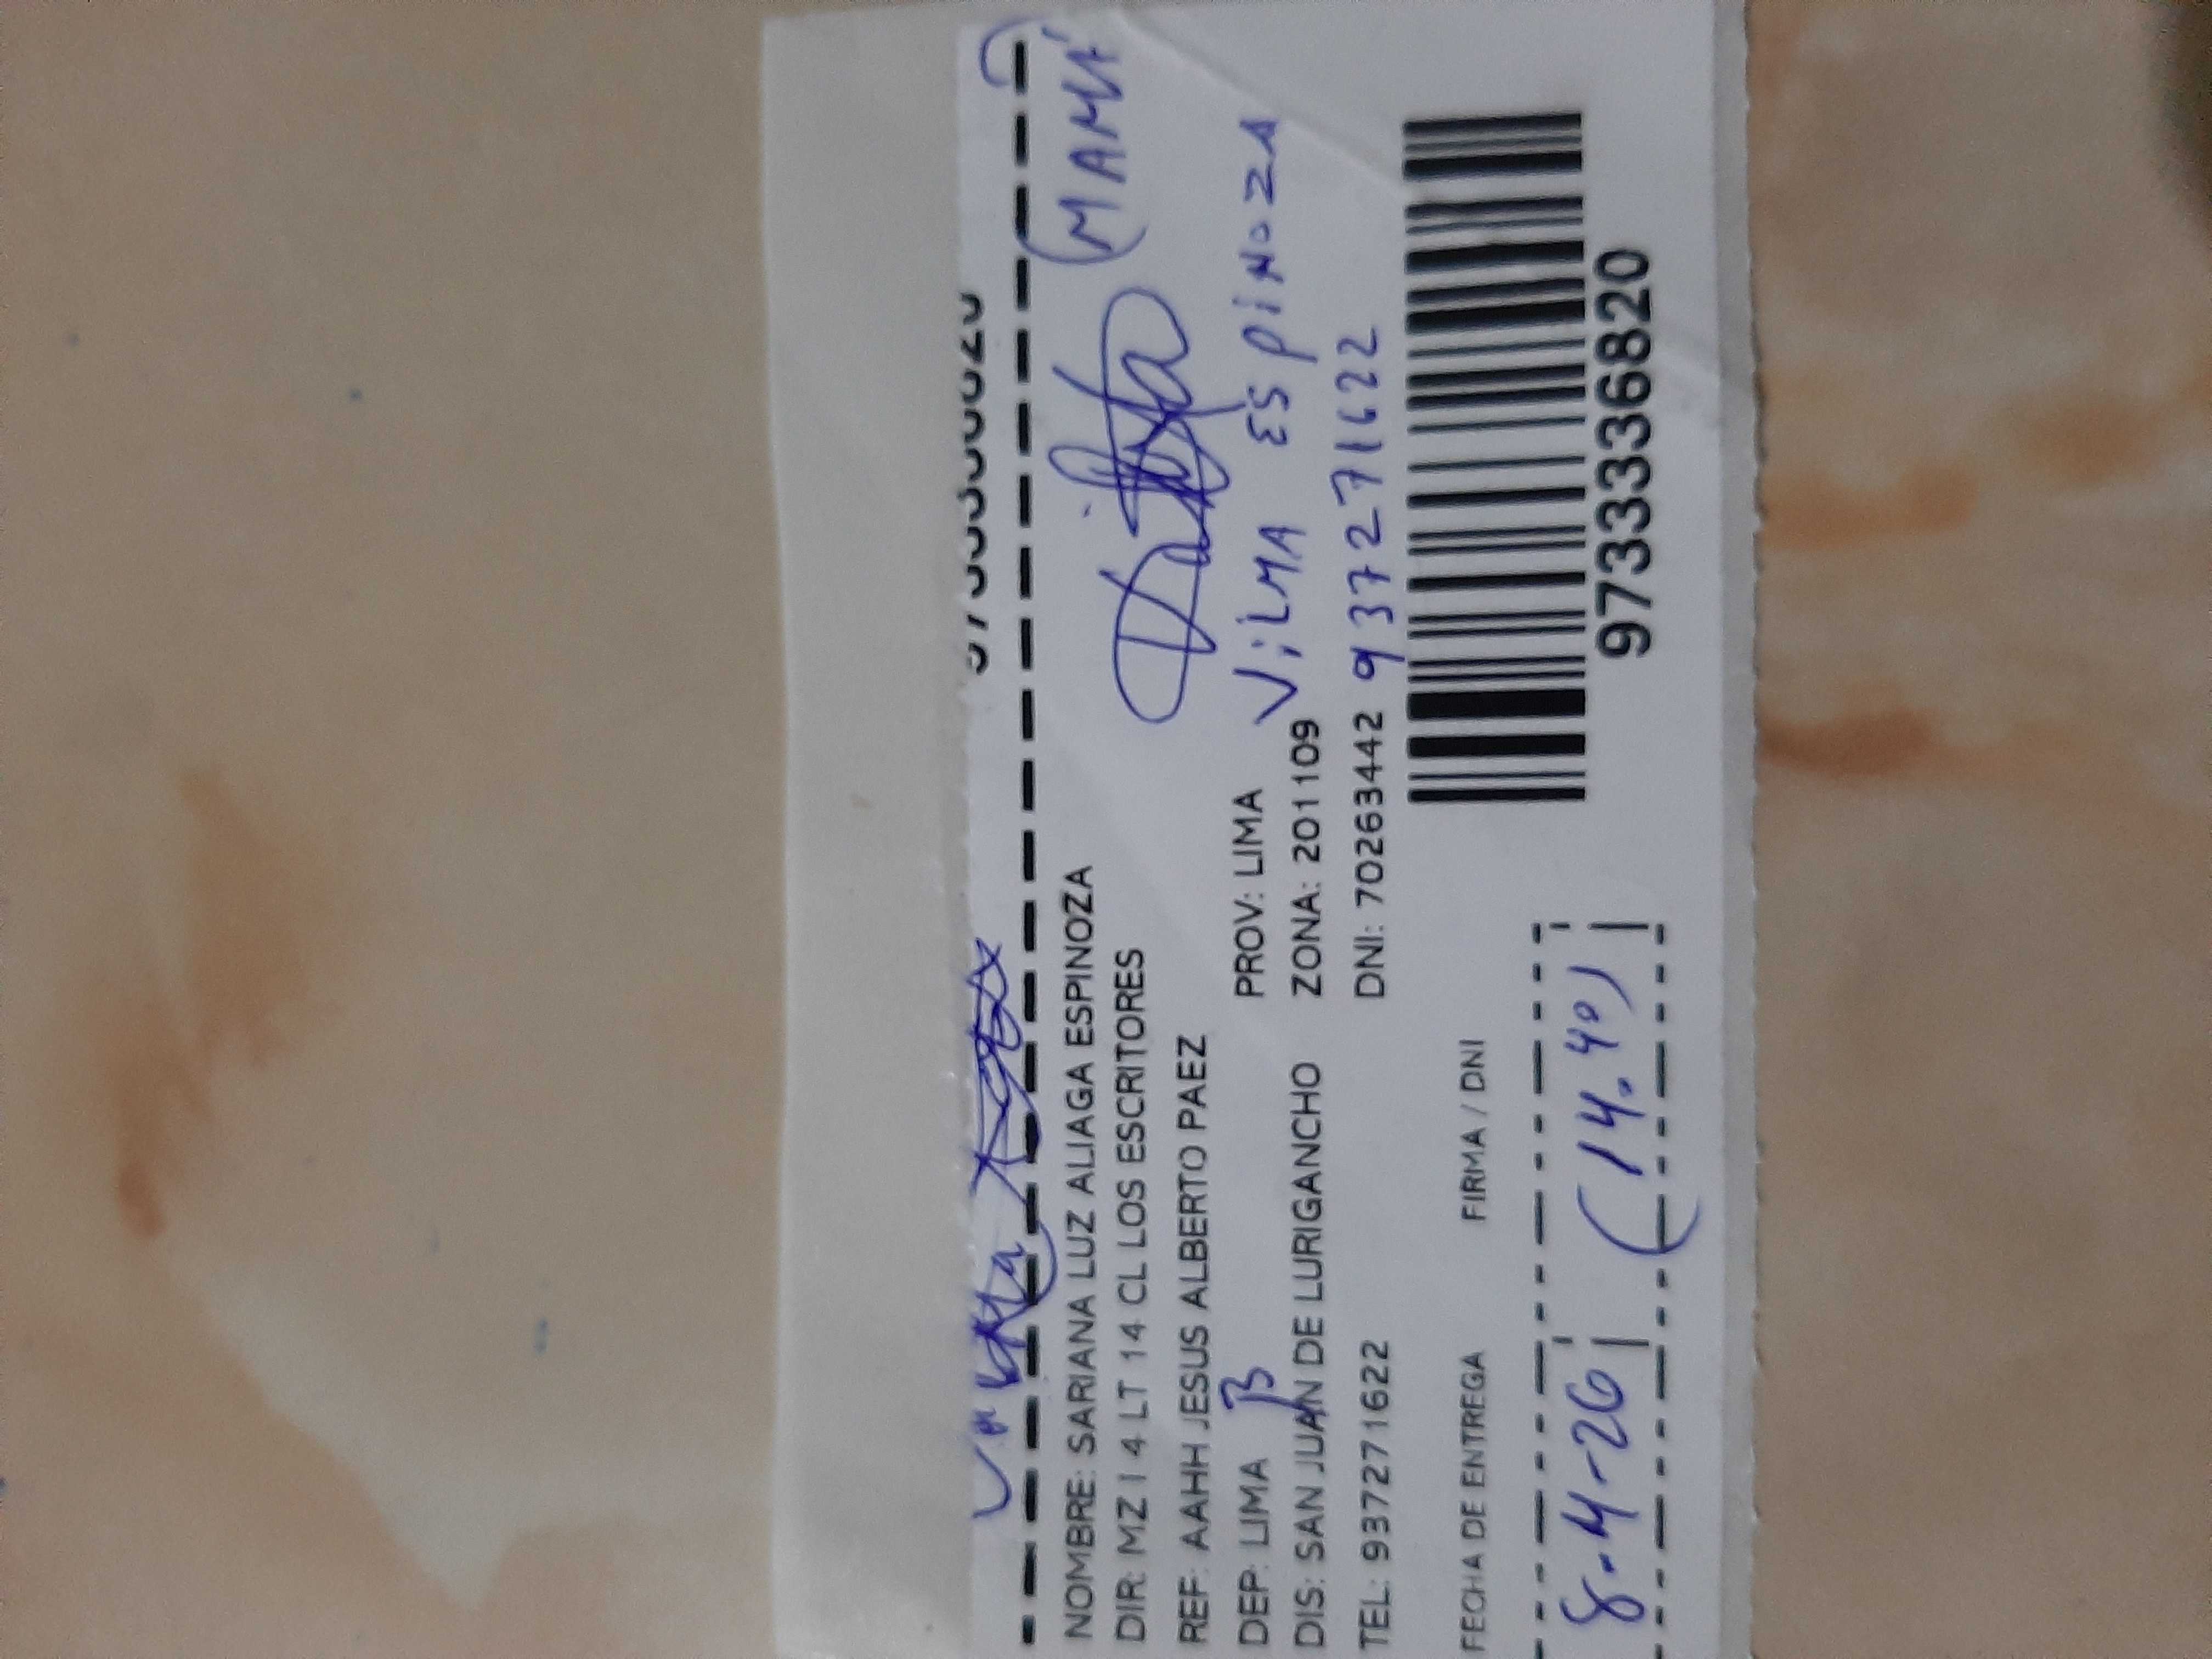 Vilma
(MAMÁ)
NOMBRE: SARIANA LUZ ALIAGA ESPINOZA
DIR: MZ I 4 LT 14 CL LOS ESCRITORES
REF: AAHH JESUS ALBERTO PAEZ
DEP: LIMA B PROV: LIMA ViLMA ESPiNOZA
DIS: SAN JUAN DE LURIGANCHO ZONA: 201109
TEL: 937271622 DNI: 70263442 937271622
FECHA DE ENTREGA FIRMA / DNI
8-4-26 (14.40)
9733336820